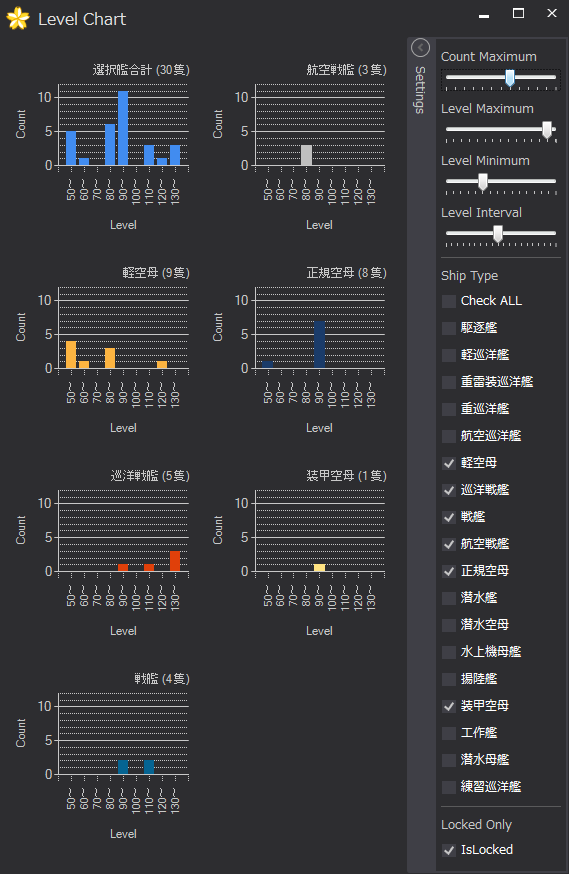 Level Chart
選択艦合計 (30隻)
10
5
0
Count
50～
60～
70～
80～
90～
100～
110～
120～
130～
Level
航空戦艦 (3隻)
10
5
0
Count
50～
60～
70～
80～
90～
100～
110～
120～
130～
Level
軽空母 (9隻)
10
5
0
Count
50～
60～
70～
80～
90～
100～
110～
120～
130～
Level
正規空母 (8隻)
10
5
0
Count
50～
60～
70～
80～
90～
100～
110～
120～
130～
Level
巡洋戦艦 (5隻)
10
5
0
Count
50～
60～
70～
80～
90～
100～
110～
120～
130～
Level
装甲空母 (1隻)
10
5
0
Count
50～
60～
70～
80～
90～
100～
110～
120～
130～
Level
戦艦 (4隻)
10
5
0
Count
50～
60～
70～
80～
90～
100～
110～
120～
130～
Level
Settings
Count Maximum
Level Maximum
Level Minimum
Level Interval
Ship Type
Check ALL
駆逐艦
軽巡洋艦
重雷装巡洋艦
重巡洋艦
航空巡洋艦
軽空母
巡洋戦艦
戦艦
航空戦艦
正規空母
潜水艦
潜水空母
水上機母艦
揚陸艦
装甲空母
工作艦
潜水母艦
練習巡洋艦
Locked Only
IsLocked